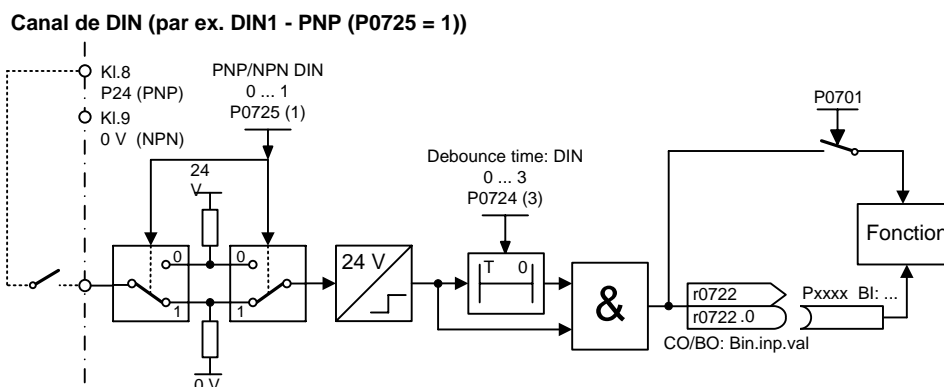 Canal de DIN (par ex. DIN1 - PNP (P0725 = 1))
Kl.8
P24 (PNP)
Kl.9
0 V (NPN)
PNP/NPN DIN
0 ... 1
P0725 (1)
P0701
Debounce time: DIN
0 ... 3
P0724 (3)
24
V
0
0
1
1
24 V
T
0
&
Fonction
r0722
r0722 .0
Pxxxx BI: ...
CO/BO: Bin.inp.val
0 V